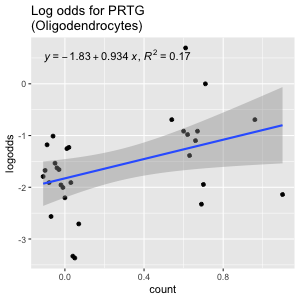 Log odds for PRTG
(Oligodendrocytes)
y = −1.83 + 0.934 x, R² = 0.17
0
-1
-2
-3
logodds
0.0 0.4 0.8
count